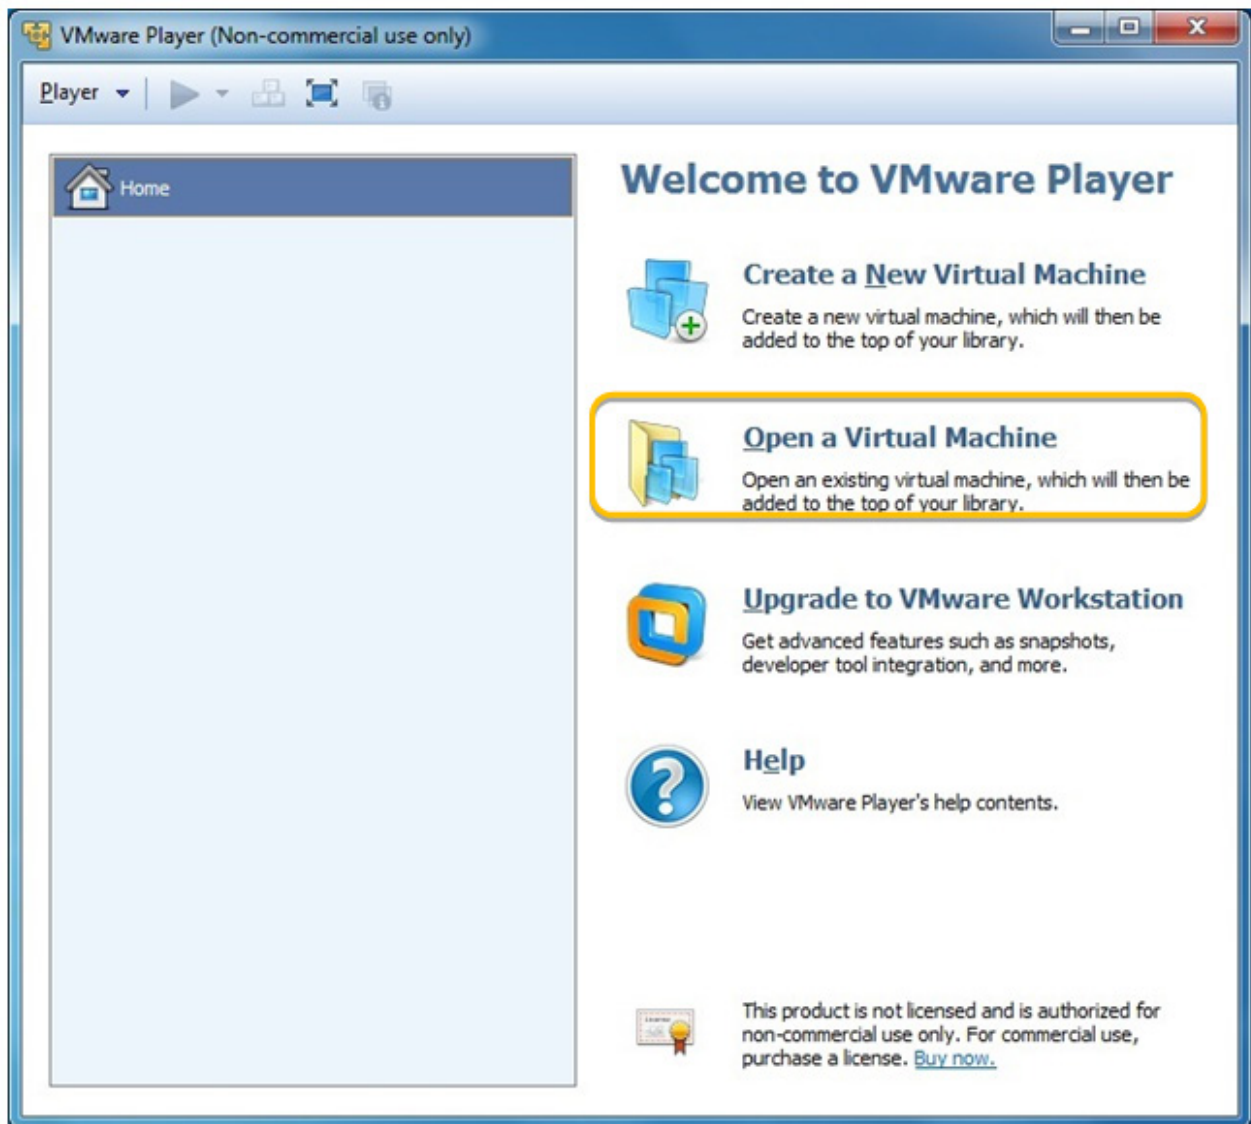 VMware Player (Non-commercial use only)
Player
Home
Welcome to VMware Player
Create a New Virtual Machine
Create a new virtual machine, which will then be
added to the top of your library.
Open a Virtual Machine
Open an existing virtual machine, which will then be
added to the top of your library.
Upgrade to VMware Workstation
Get advanced features such as snapshots,
developer tool integration, and more.
Help
View VMware Player's help contents.
This product is not licensed and is authorized for
non-commercial use only. For commercial use,
purchase a license. Buy now.